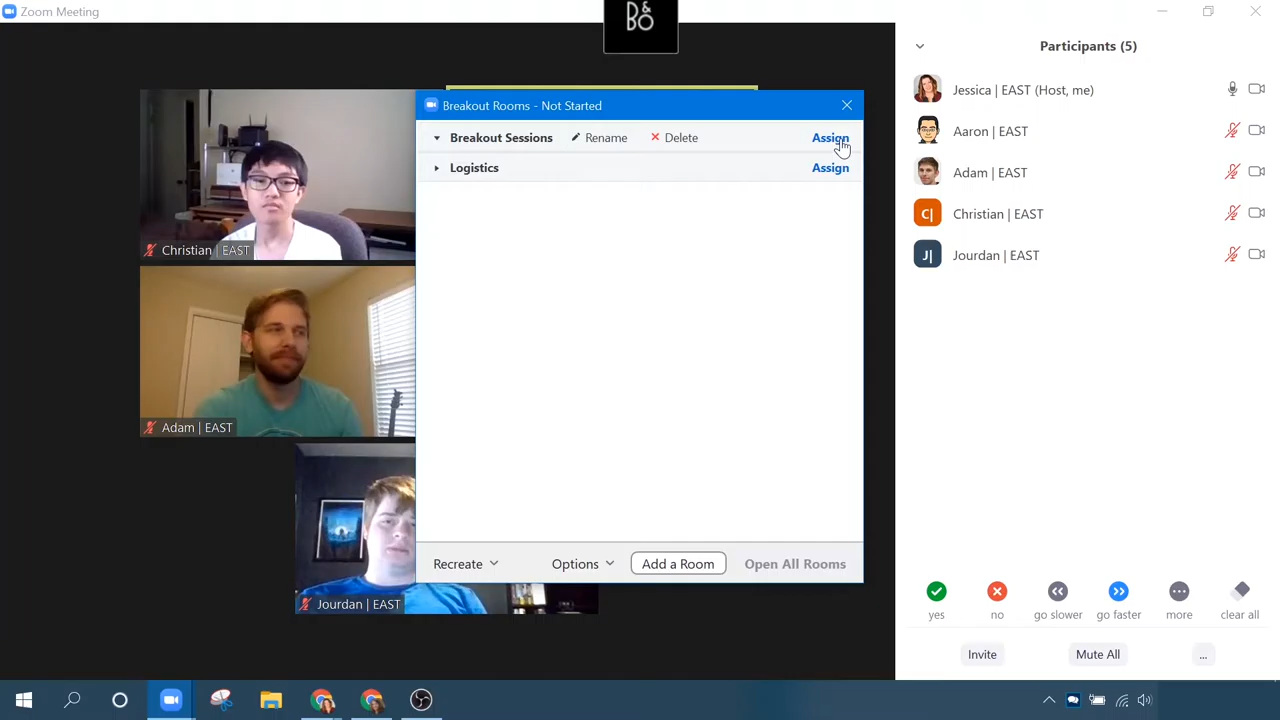 Zoom Meeting
D&
BO
Participants (5)
Jessica | EAST (Host, me)
Aaron | EAST
Adam | EAST
C| Christian | EAST
J| Jourdan | EAST
Breakout Rooms - Not Started
Breakout Sessions Rename Delete Assign
Logistics Assign
Christian | EAST
Adam | EAST
Jourdan | EAST
Recreate Options Add a Room Open All Rooms
yes no go slower go faster more clear all
Invite Mute All ...